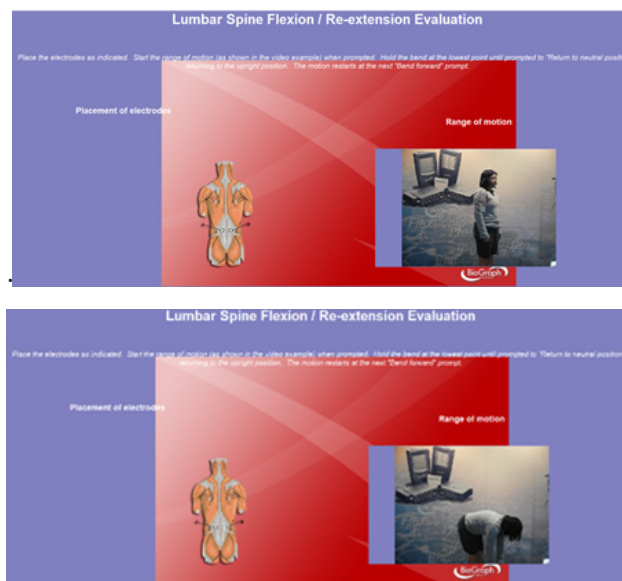 Lumbar Spine Flexion / Re-extension Evaluation
Place the electrodes as indicated. Start the range of motion (as shown in the video example) when prompted. Hold the bend at the lowest point until prompted to "Return to neutral positi
returning to the upright position. The motion restarts at the next "Bend forward" prompt.
Placement of electrodes
Range of motion
BioGraph
Lumbar Spine Flexion / Re-extension Evaluation
Place the electrodes as indicated. Start the range of motion (as shown in the video example) when prompted. Hold the bend at the lowest point until prompted to "Return to neutral position
returning to the upright position. The motion restarts at the next "Bend forward" prompt.
Placement of electrodes
Range of motion
BioGraph